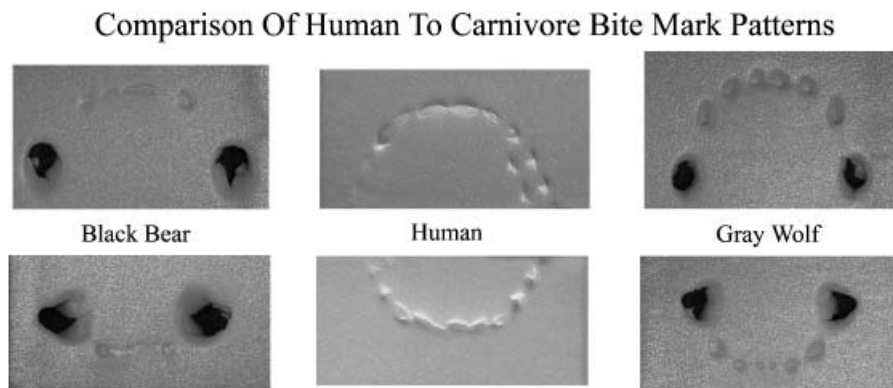 Comparison Of Human To Carnivore Bite Mark Patterns
Black Bear
Human
Gray Wolf